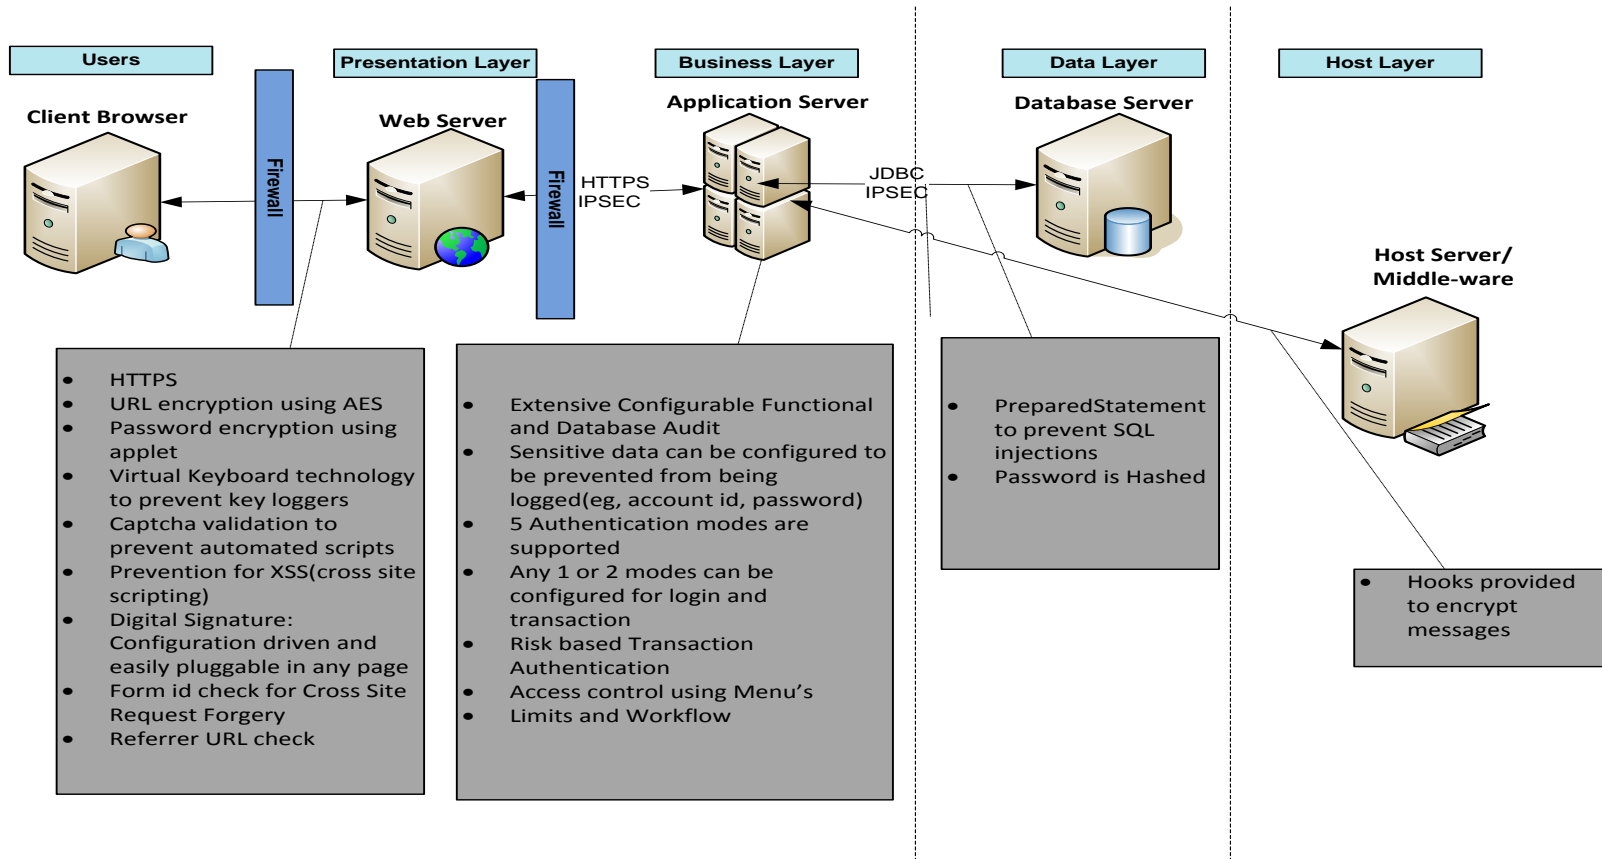 Users
Presentation Layer
Business Layer
Data Layer
Host Layer
Client Browser
Web Server
Application Server
Database Server
Firewall
Firewall
HTTPS
IPSEC
JDBC
IPSEC
Host Server/
Middle-ware
• HTTPS
• URL encryption using AES
• Password encryption using
applet
• Virtual Keyboard technology
to prevent key loggers
• Captcha validation to
prevent automated scripts
• Prevention for XSS(cross site
scripting)
• Digital Signature:
Configuration driven and
easily pluggable in any page
• Form id check for Cross Site
Request Forgery
• Referrer URL check
• Extensive Configurable Functional
and Database Audit
• Sensitive data can be configured to
be prevented from being
logged(eg, account id, password)
• 5 Authentication modes are
supported
• Any 1 or 2 modes can be
configured for login and
transaction
• Risk based Transaction
Authentication
• Access control using Menu’s
• Limits and Workflow
• PreparedStatement
to prevent SQL
injections
• Password is Hashed
• Hooks provided
to encrypt
messages